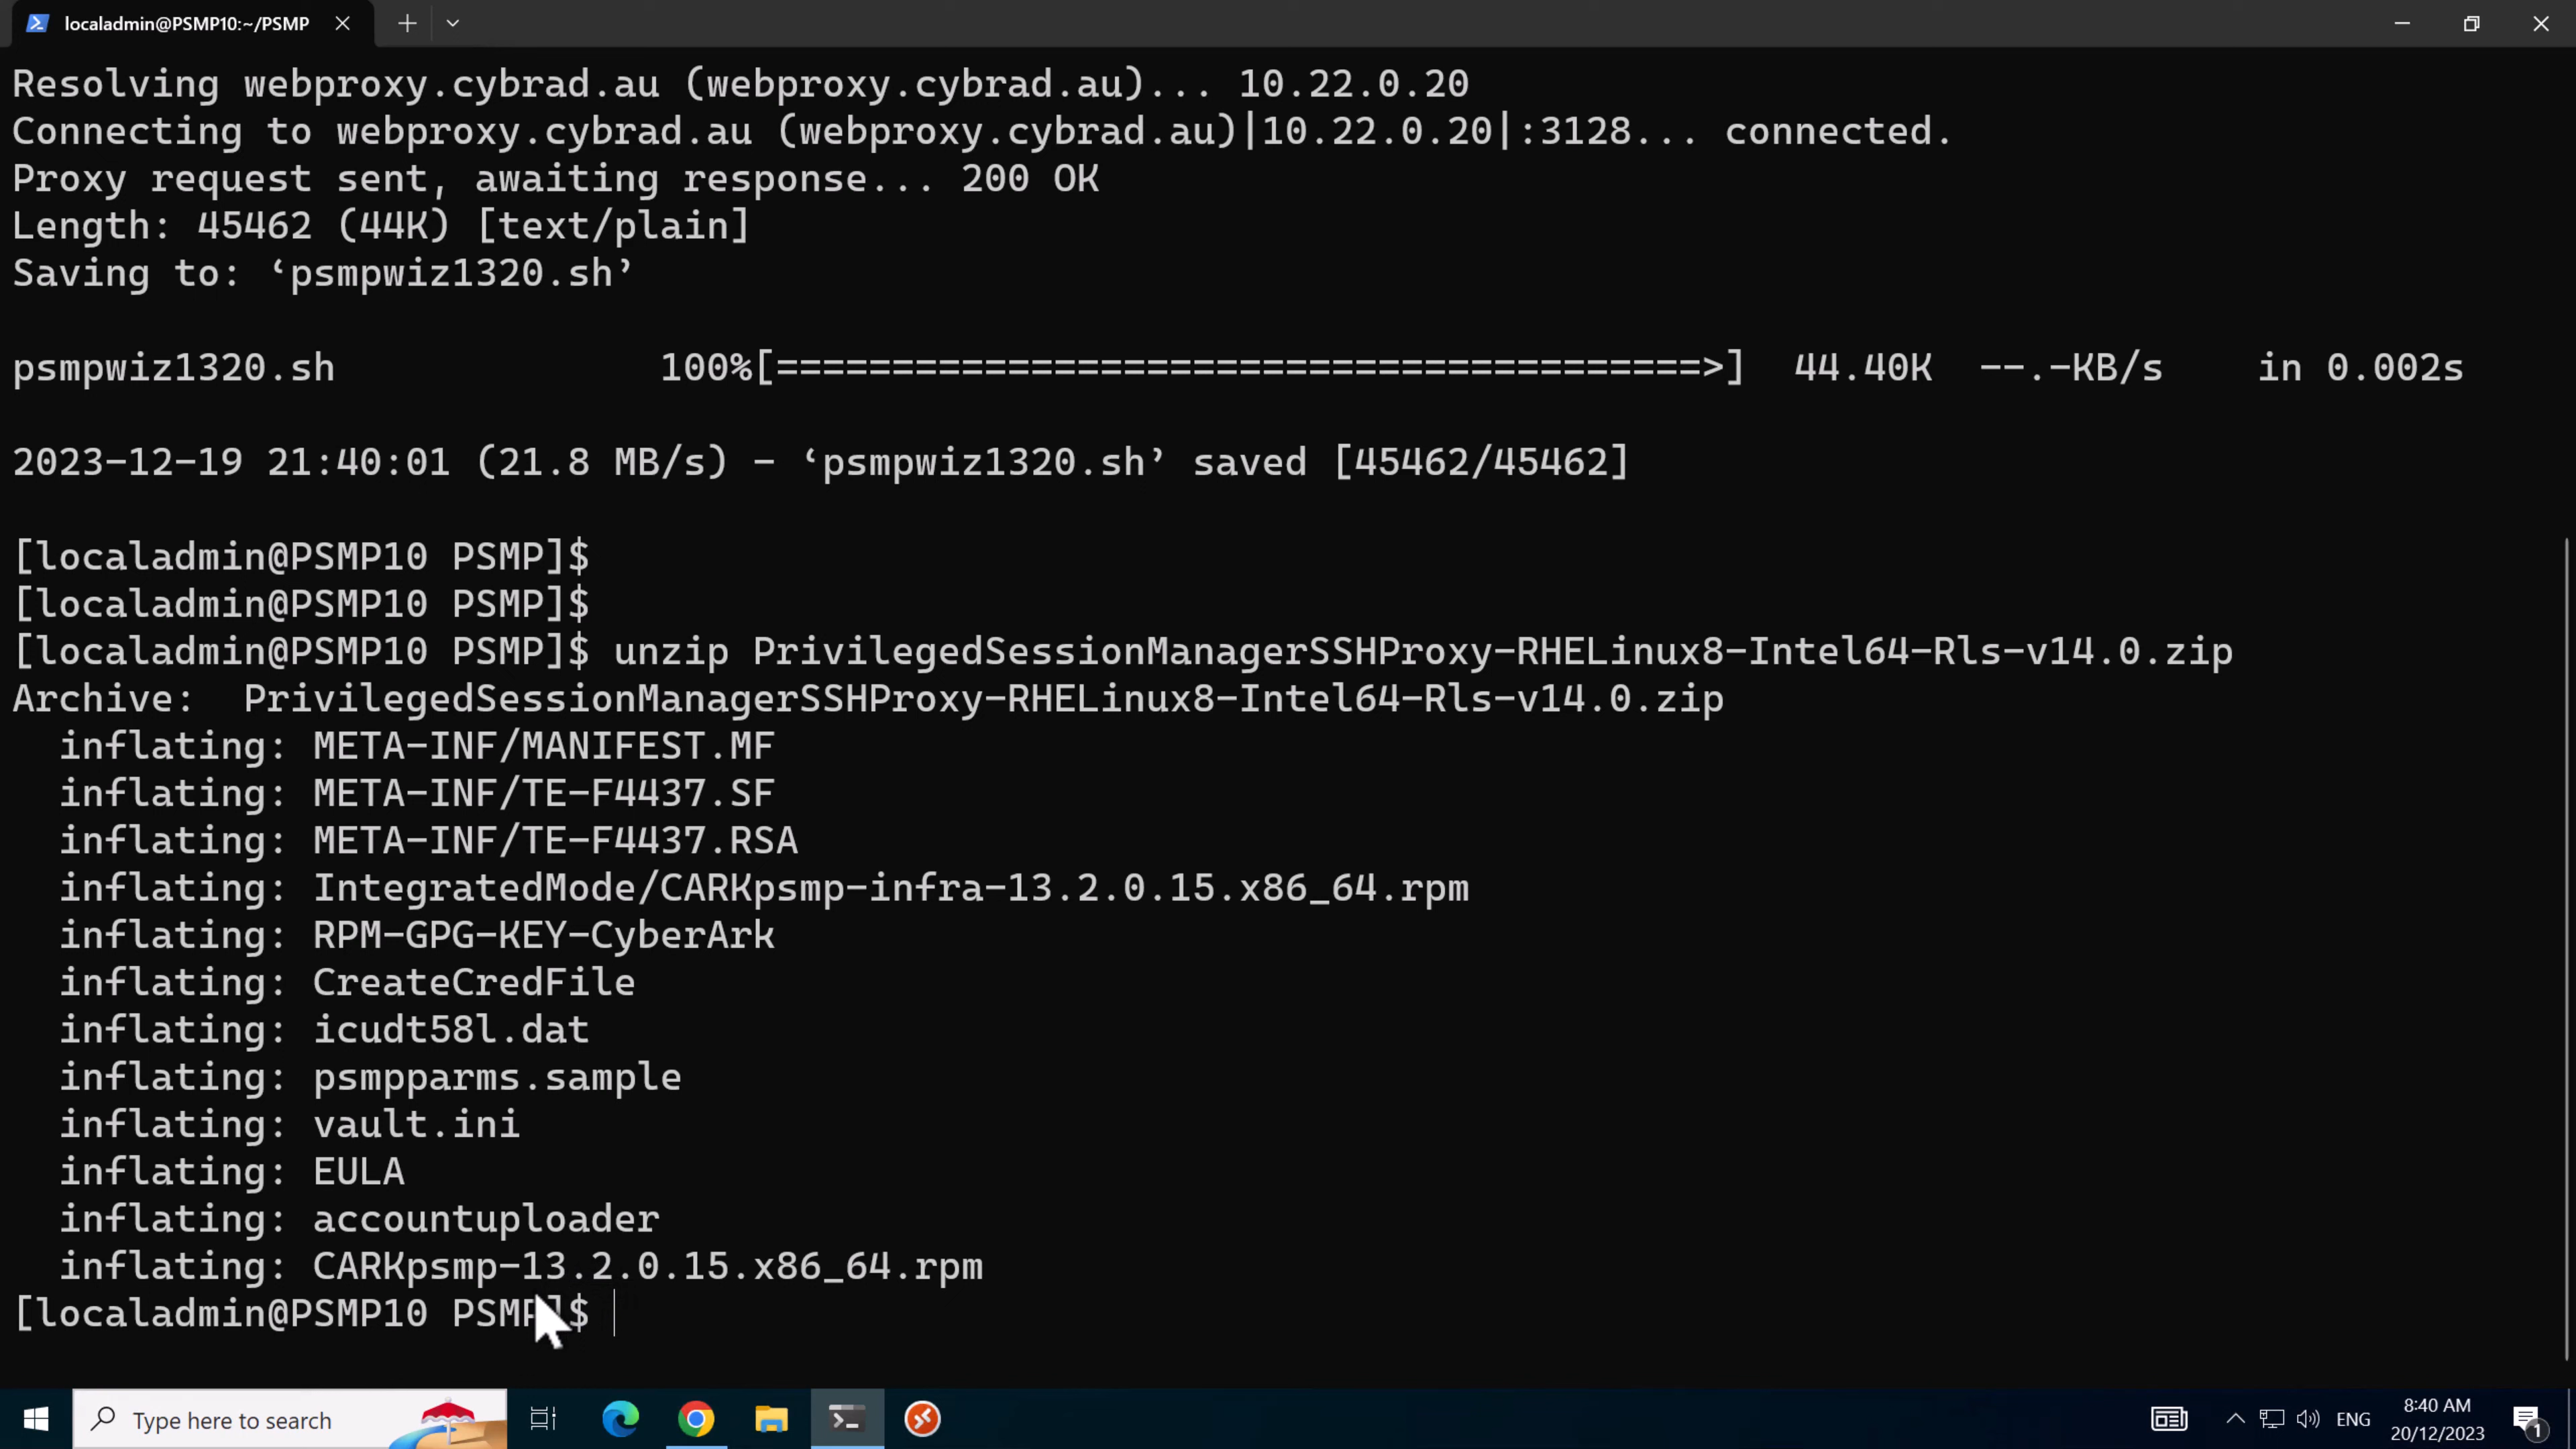 localadmin@PSMP10:~/PSMP
Resolving webproxy.cybrad.au (webproxy.cybrad.au)... 10.22.0.20
Connecting to webproxy.cybrad.au (webproxy.cybrad.au)|10.22.0.20|:3128... connected.
Proxy request sent, awaiting response... 200 OK
Length: 45462 (44K) [text/plain]
Saving to: ‘psmpwiz1320.sh’
psmpwiz1320.sh 100%[========================================>] 44.40K --.-KB/s in 0.002s
2023-12-19 21:40:01 (21.8 MB/s) - ‘psmpwiz1320.sh’ saved [45462/45462]
[localadmin@PSMP10 PSMP]$
[localadmin@PSMP10 PSMP]$
[localadmin@PSMP10 PSMP]$ unzip PrivilegedSessionManagerSSHProxy-RHELinux8-Intel64-Rls-v14.0.zip
Archive:  PrivilegedSessionManagerSSHProxy-RHELinux8-Intel64-Rls-v14.0.zip
inflating: META-INF/MANIFEST.MF
inflating: META-INF/TE-F4437.SF
inflating: META-INF/TE-F4437.RSA
inflating: IntegratedMode/CARKpsmp-infra-13.2.0.15.x86_64.rpm
inflating: RPM-GPG-KEY-CyberArk
inflating: CreateCredFile
inflating: icudt58l.dat
inflating: psmpparms.sample
inflating: vault.ini
inflating: EULA
inflating: accountuploader
inflating: CARKpsmp-13.2.0.15.x86_64.rpm
[localadmin@PSMP10 PSMP]$
Type here to search
ENG
8:40 AM
20/12/2023
1